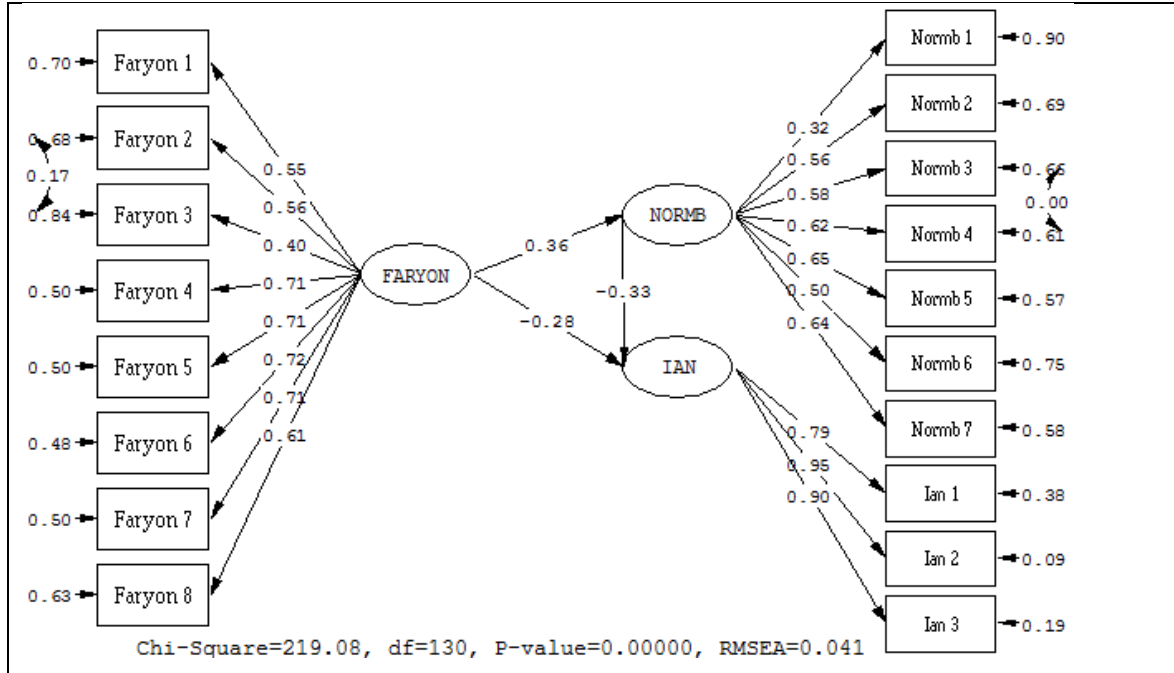 0.70 Faryon 1
0.68 Faryon 2
0.17
0.84 Faryon 3
0.50 Faryon 4
0.50 Faryon 5
0.48 Faryon 6
0.50 Faryon 7
0.63 Faryon 8
0.55
0.56
0.40
0.71
0.71
0.72
0.71
0.61
FARYON
0.36
-0.28
NORMB
-0.33
IAN
0.32
0.56
0.58
0.62
0.65
0.50
0.64
0.79
0.95
0.90
Normb 1 0.90
Normb 2 0.69
Normb 3 0.66
0.00
Normb 4 0.61
Normb 5 0.57
Normb 6 0.75
Normb 7 0.58
Ian 1 0.38
Ian 2 0.09
Ian 3 0.19
Chi-Square=219.08, df=130, P-value=0.00000, RMSEA=0.041